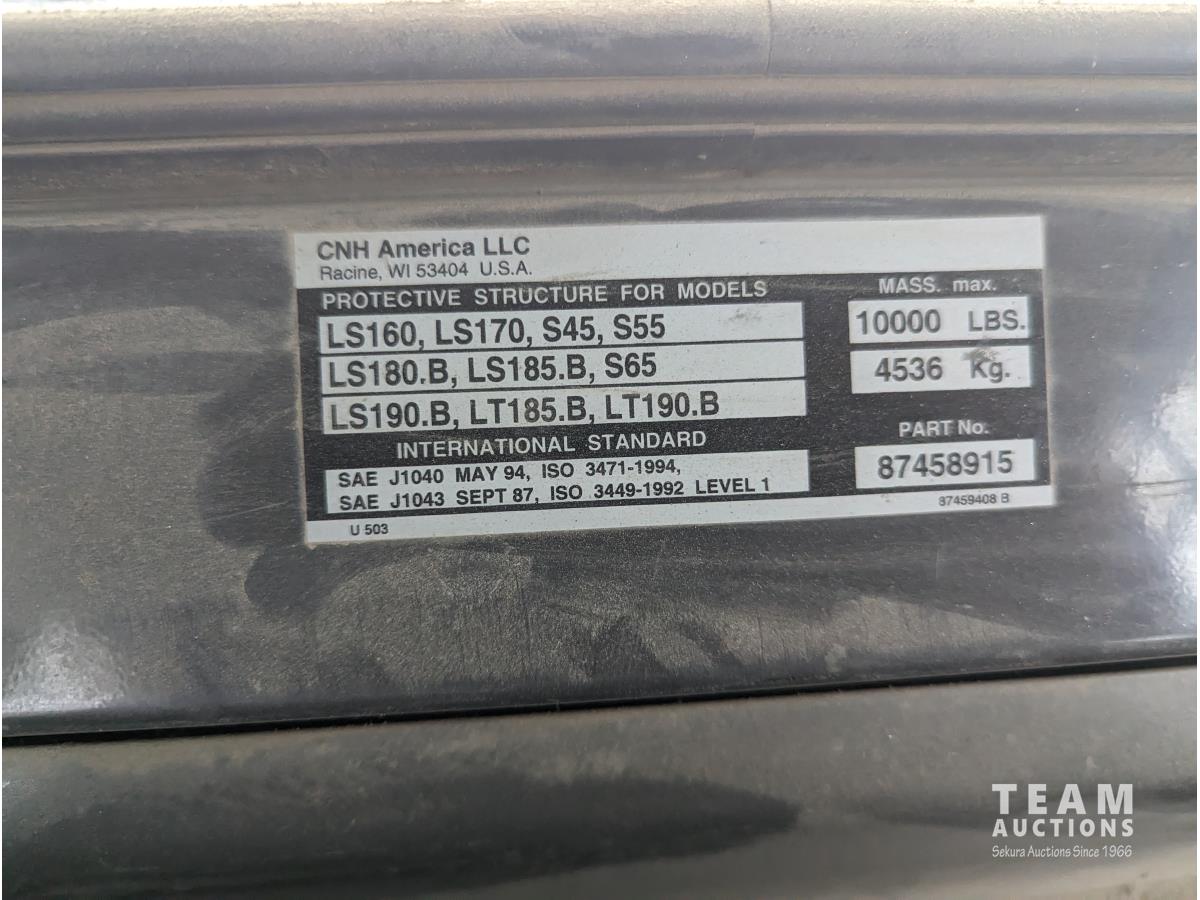 CNH America LLC
Racine, WI 53404 U.S.A.
PROTECTIVE STRUCTURE FOR MODELS
LS160, LS170, S45, S55
LS180.B, LS185.B, S65
LS190.B, LT185.B, LT190.B
INTERNATIONAL STANDARD
SAE J1040 MAY 94, ISO 3471-1994,
SAE J1043 SEPT 87, ISO 3449-1992 LEVEL 1
U 503
MASS. max.
10000 LBS.
4536 Kg.
PART No.
87458915
87459408 B
TEAM
AUCTIONS
Sekura Auctions Since 1966